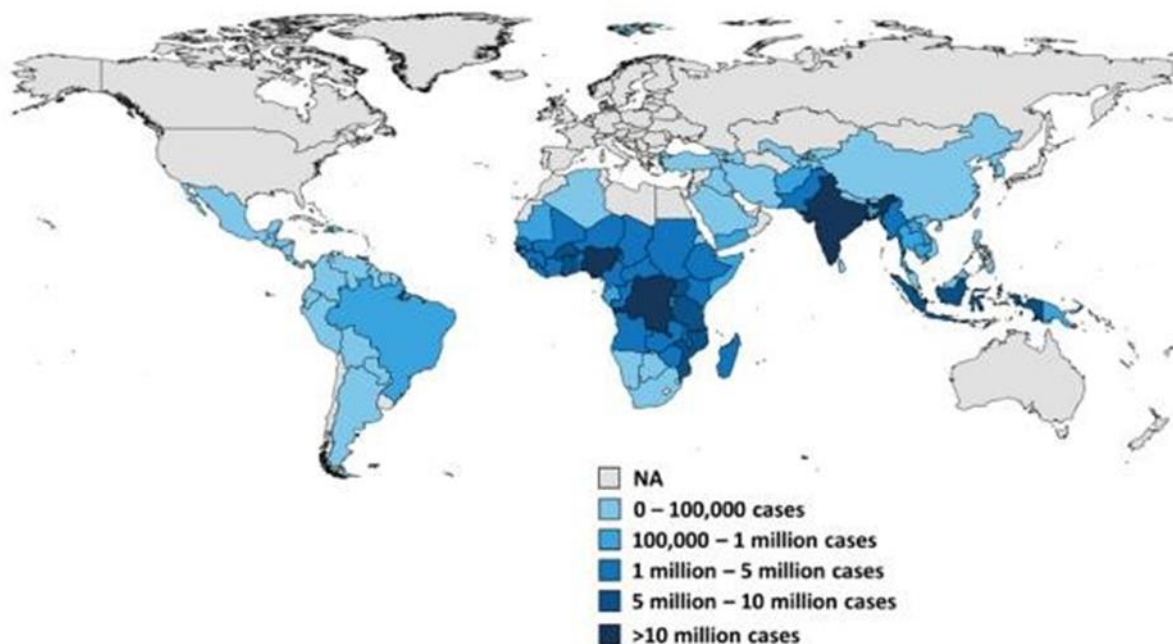 NA
0 – 100,000 cases
100,000 – 1 million cases
1 million – 5 million cases
5 million – 10 million cases
>10 million cases